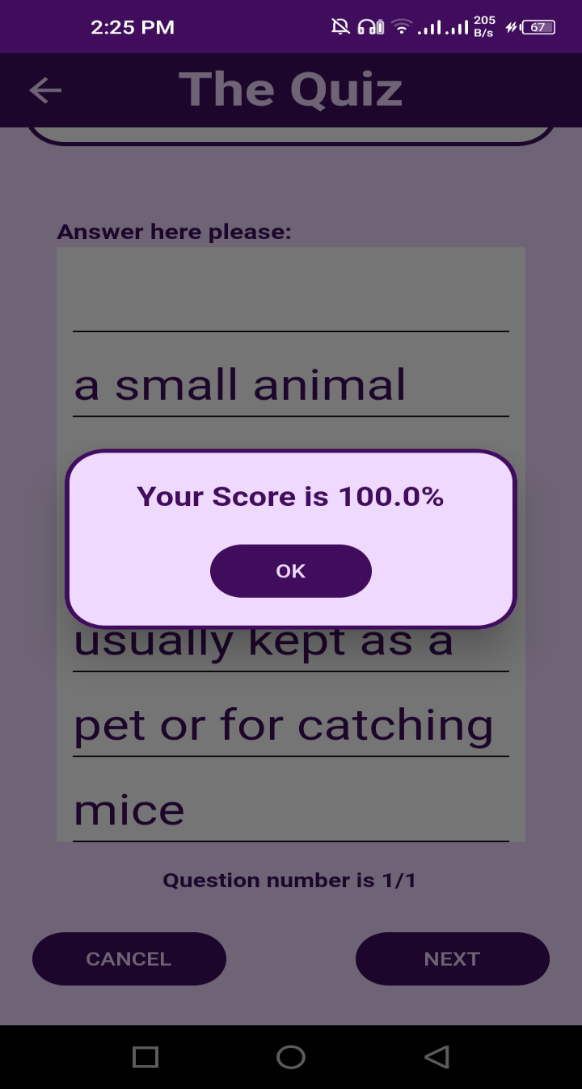 2:25 PM
205
B/s
67
The Quiz
Answer here please:
a small animal
Your Score is 100.0%
OK
usually kept as a
pet or for catching
mice
Question number is 1/1
CANCEL
NEXT